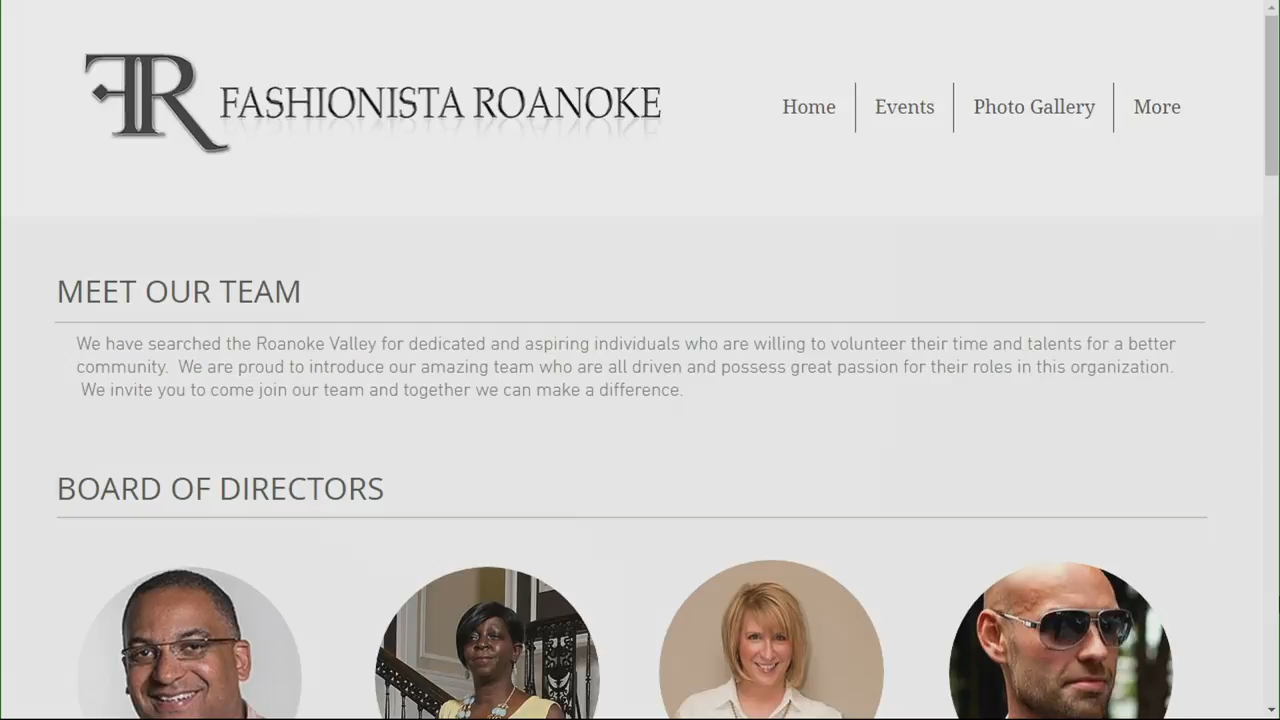 FR FASHIONISTA ROANOKE
Home Events Photo Gallery More
MEET OUR TEAM
We have searched the Roanoke Valley for dedicated and aspiring individuals who are willing to volunteer their time and talents for a better
community. We are proud to introduce our amazing team who are all driven and possess great passion for their roles in this organization.
We invite you to come join our team and together we can make a difference.
BOARD OF DIRECTORS